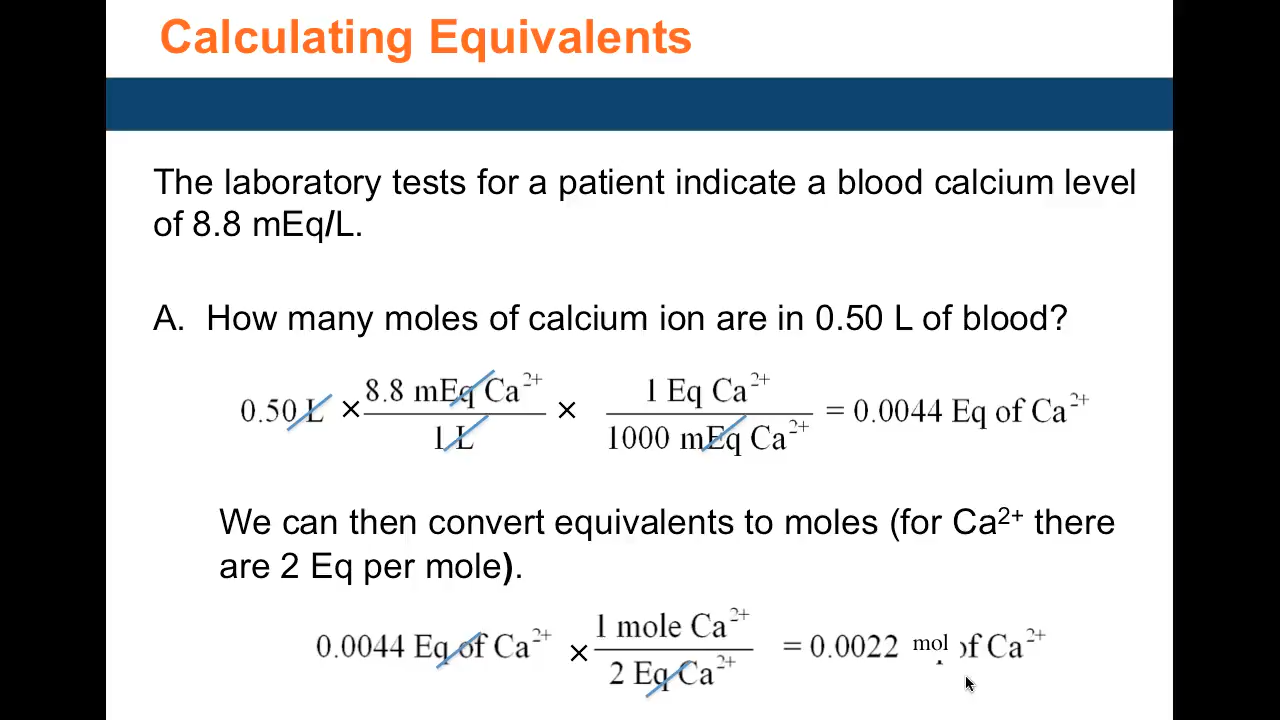 Calculating Equivalents
The laboratory tests for a patient indicate a blood calcium level
of 8.8 mEq/L.
A. How many moles of calcium ion are in 0.50 L of blood?
0.50 L × 8.8 mEq Ca²⁺ / 1 L × 1 Eq Ca²⁺ / 1000 mEq Ca²⁺ = 0.0044 Eq of Ca²⁺
We can then convert equivalents to moles (for Ca²⁺ there
are 2 Eq per mole).
0.0044 Eq of Ca²⁺ × 1 mole Ca²⁺ / 2 Eq Ca²⁺ = 0.0022 mol of Ca²⁺